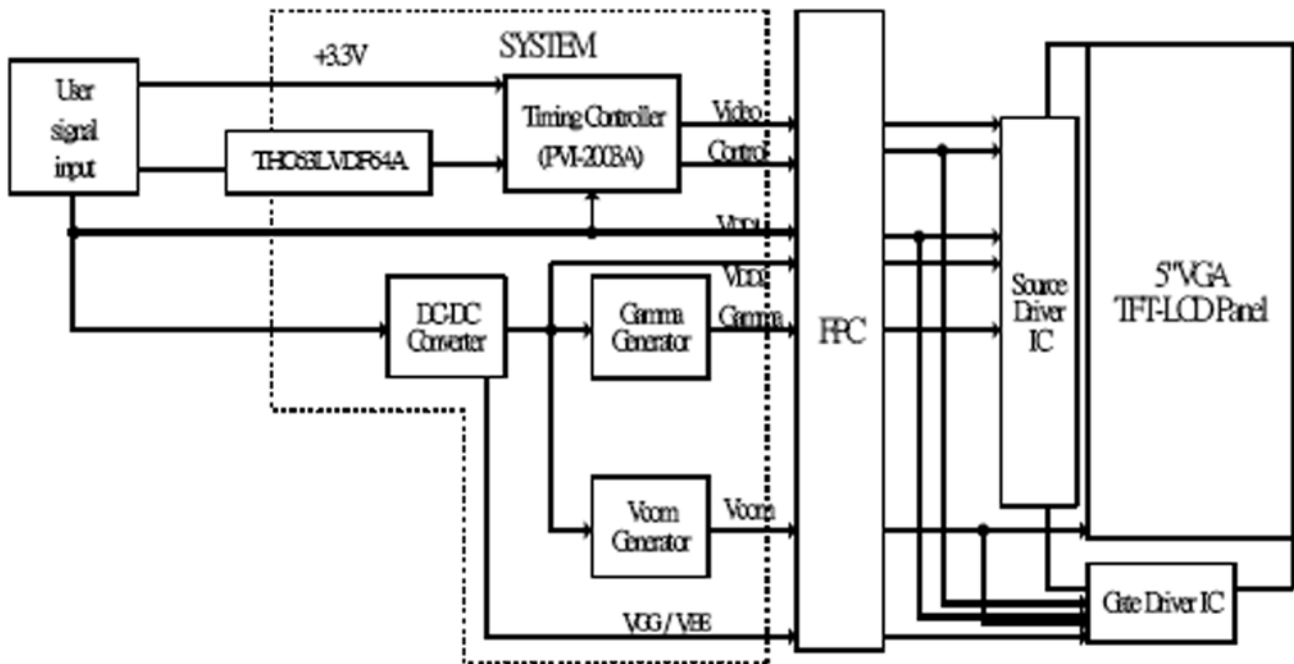 SYSTEM
+3.3V
User
signal
input
Timing Controller
(PVI-2003A)
Video
Control
VDD1
VDD2
DC-DC
Converter
Gamma
Generator
Gamma
FPC
Source
Driver
IC
5"VGA
TFT-LCD Panel
Vcom
Generator
Vcom
Gate Driver IC
VGG / VEE